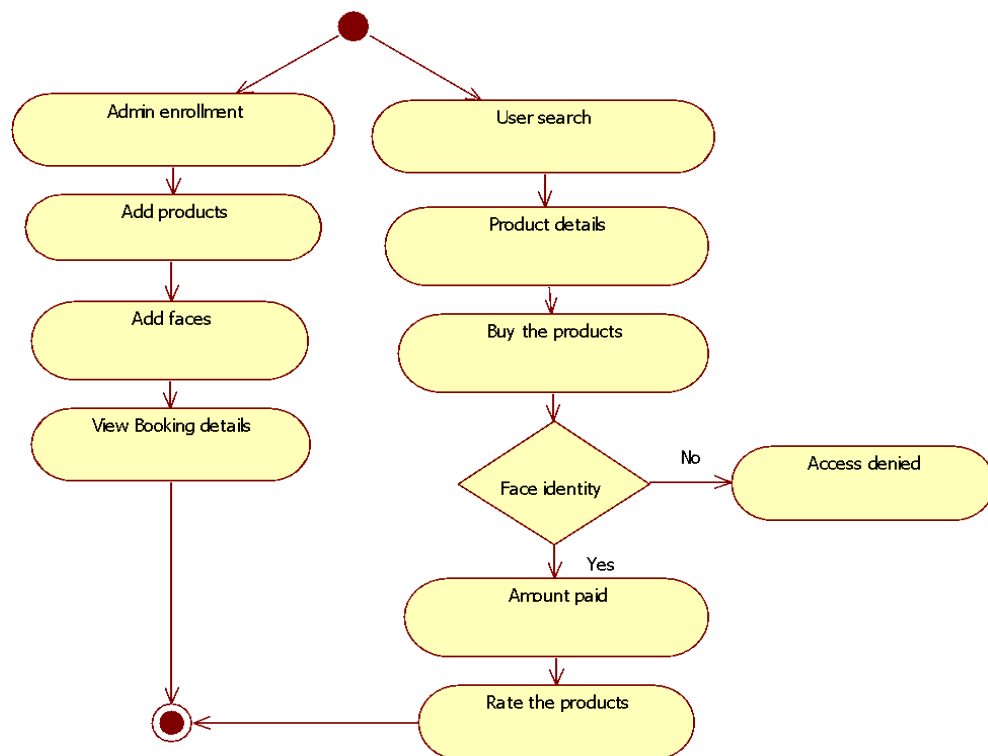 Admin enrollment
User search
Add products
Product details
Add faces
Buy the products
View Booking details
Face identity
No
Access denied
Yes
Amount paid
Rate the products